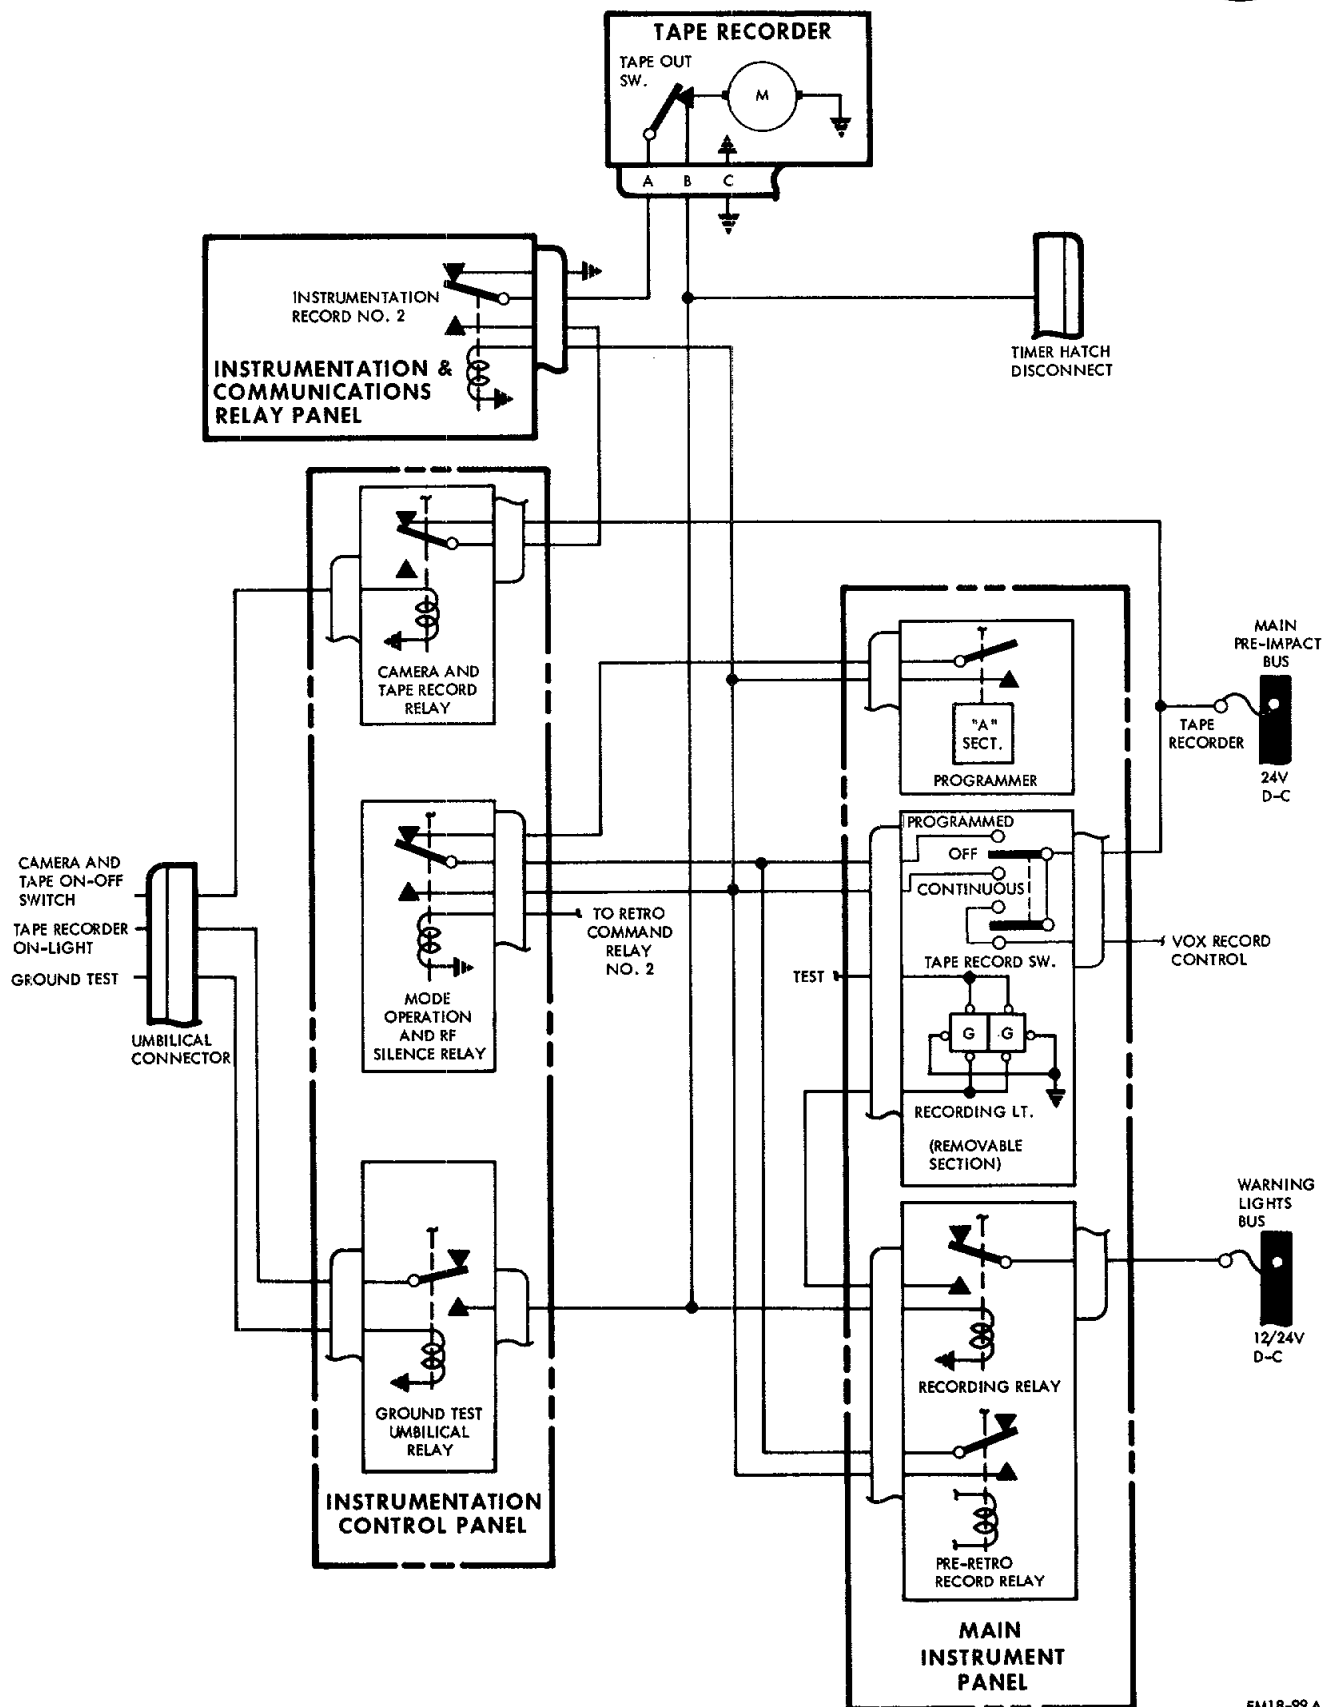 TAPE RECORDER
TAPE OUT
SW.
M
A B C
INSTRUMENTATION
RECORD NO. 2
INSTRUMENTATION &
COMMUNICATIONS
RELAY PANEL
TIMER HATCH
DISCONNECT
CAMERA AND
TAPE RECORD
RELAY
MAIN
PRE-IMPACT
BUS
TAPE
RECORDER
24V
D-C
"A"
SECT.
PROGRAMMER
PROGRAMMED
OFF
CONTINUOUS
TAPE RECORD SW.
VOX RECORD
CONTROL
CAMERA AND
TAPE ON-OFF
SWITCH
TAPE RECORDER
ON-LIGHT
GROUND TEST
UMBILICAL
CONNECTOR
TO RETRO
COMMAND
RELAY
NO. 2
MODE
OPERATION
AND RF
SILENCE RELAY
TEST
G G
RECORDING LT.
(REMOVABLE
SECTION)
WARNING
LIGHTS
BUS
12/24V
D-C
RECORDING RELAY
GROUND TEST
UMBILICAL
RELAY
INSTRUMENTATION
CONTROL PANEL
PRE-RETRO
RECORD RELAY
MAIN
INSTRUMENT
PANEL